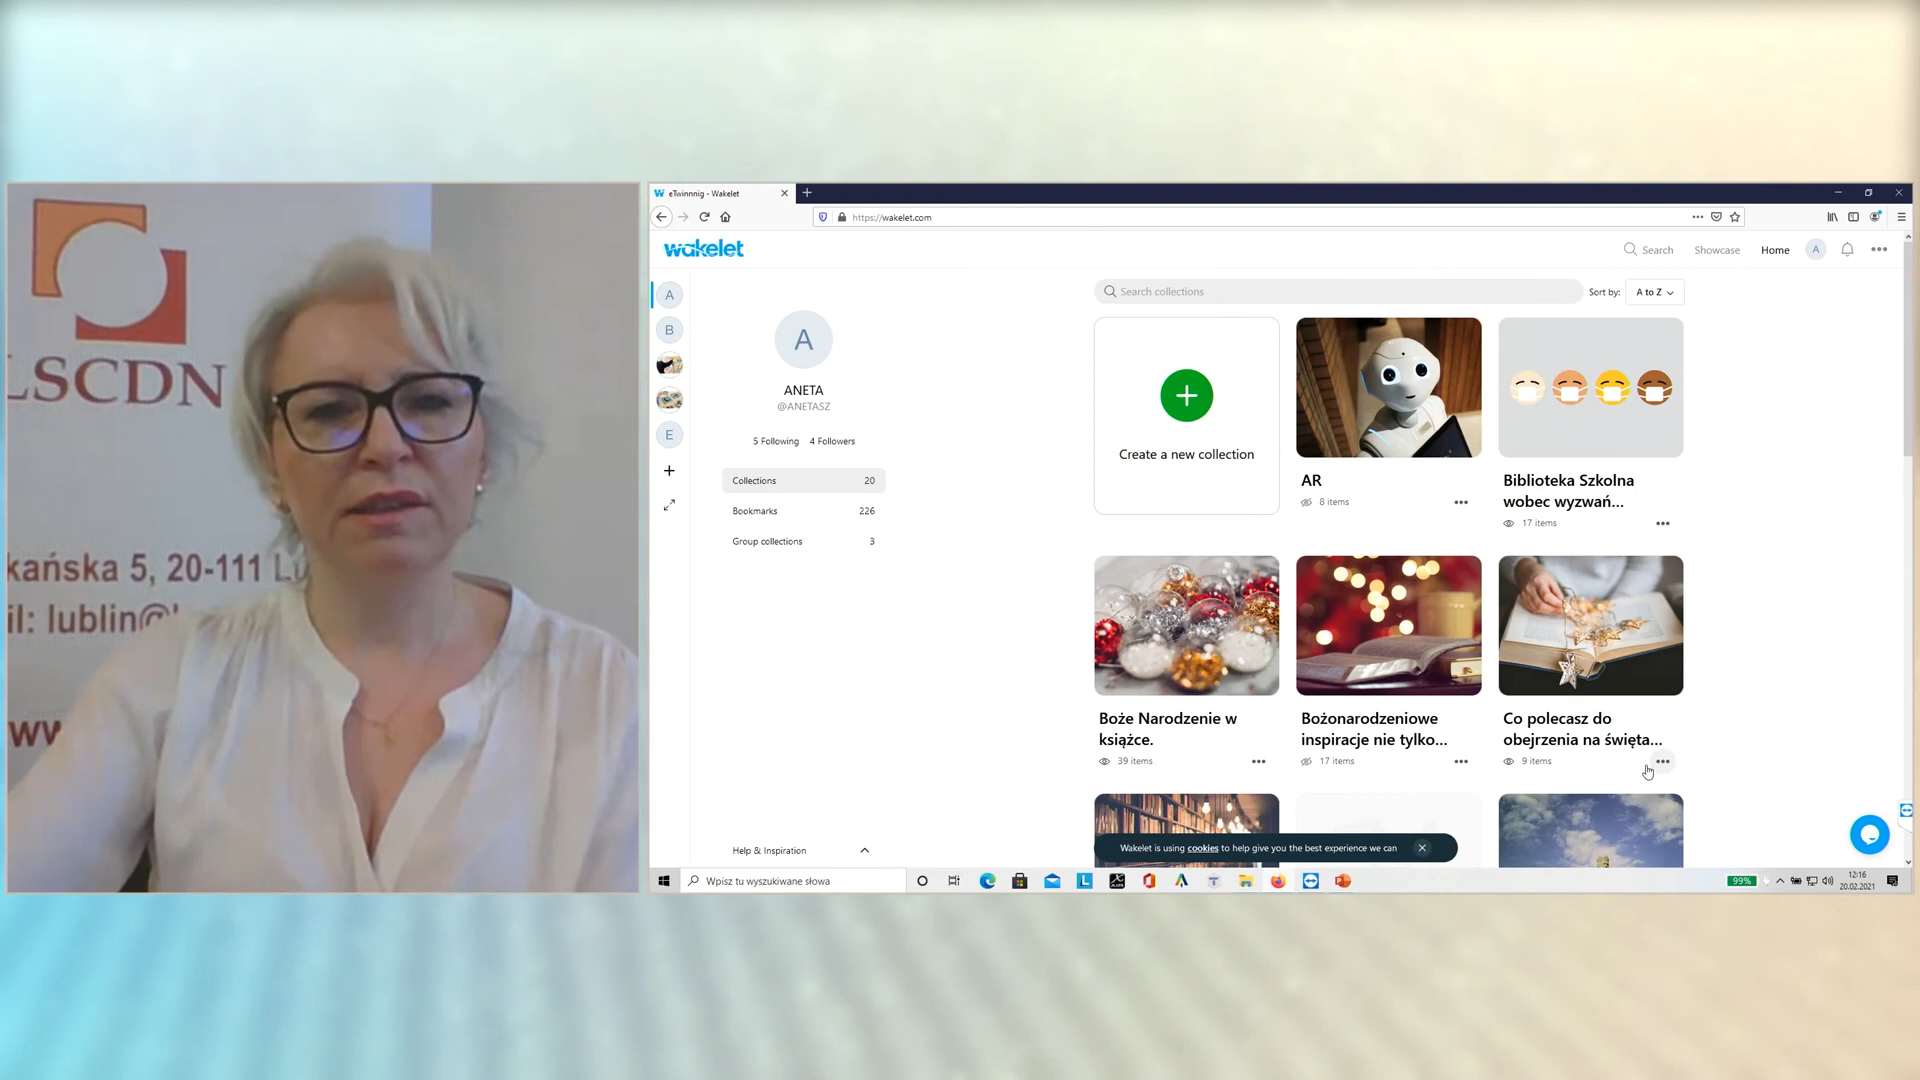 LSCDN
kańska 5, 20-111 Lu
il: lublin@
ww
eTwinnnig - Wakelet
https://wakelet.com
wakelet
Search
Showcase
Home
A
A
B
E
A
ANETA
@ANETASZ
5 Following 4 Followers
Collections 20
Bookmarks 226
Group collections 3
Help & Inspiration
Search collections
Sort by: A to Z
Create a new collection
AR
8 items
Biblioteka Szkolna
wobec wyzwań...
17 items
Boże Narodzenie w
książce.
39 items
Bożonarodzeniowe
inspiracje nie tylko...
17 items
Co polecasz do
obejrzenia na święta...
9 items
Wakelet is using cookies to help give you the best experience we can
Wpisz tu wyszukiwane słowa
99%
12:16
20.02.2021